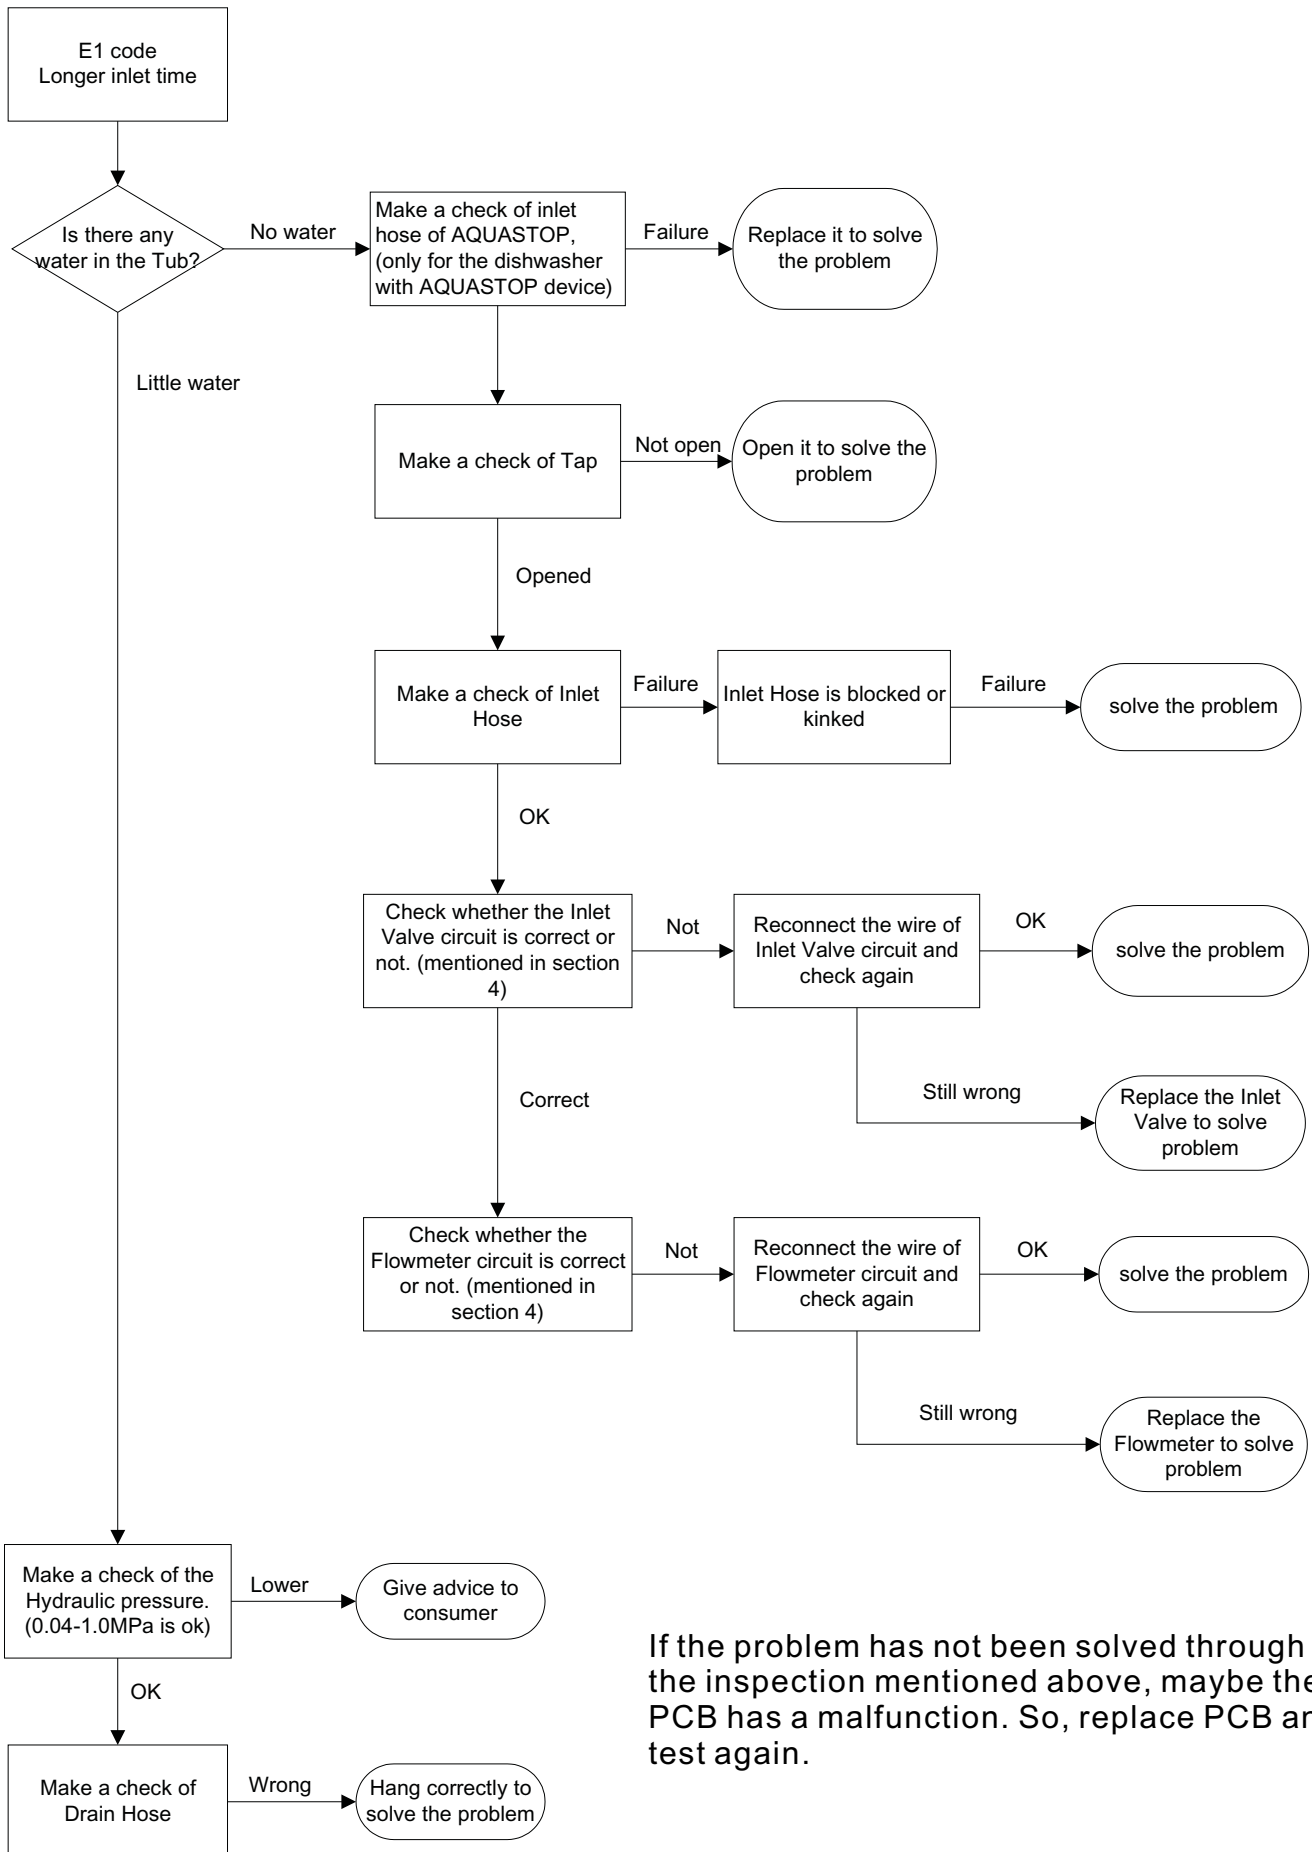 E1 code
Longer inlet time
Is there any
water in the Tub?
No water
Make a check of inlet
hose of AQUASTOP,
(only for the dishwasher
with AQUASTOP device)
Failure
Replace it to solve
the problem
Little water
Make a check of Tap
Not open
Open it to solve the
problem
Opened
Make a check of Inlet
Hose
Failure
Inlet Hose is blocked or
kinked
Failure
solve the problem
OK
Check whether the Inlet
Valve circuit is correct or
not. (mentioned in section
4)
Not
Reconnect the wire of
Inlet Valve circuit and
check again
OK
solve the problem
Still wrong
Replace the Inlet
Valve to solve
problem
Correct
Check whether the
Flowmeter circuit is correct
or not. (mentioned in
section 4)
Not
Reconnect the wire of
Flowmeter circuit and
check again
OK
solve the problem
Still wrong
Replace the
Flowmeter to solve
problem
Make a check of the
Hydraulic pressure.
(0.04-1.0MPa is ok)
Lower
Give advice to
consumer
OK
Make a check of
Drain Hose
Wrong
Hang correctly to
solve the problem
If the problem has not been solved through
the inspection mentioned above, maybe the
PCB has a malfunction. So, replace PCB
test again.